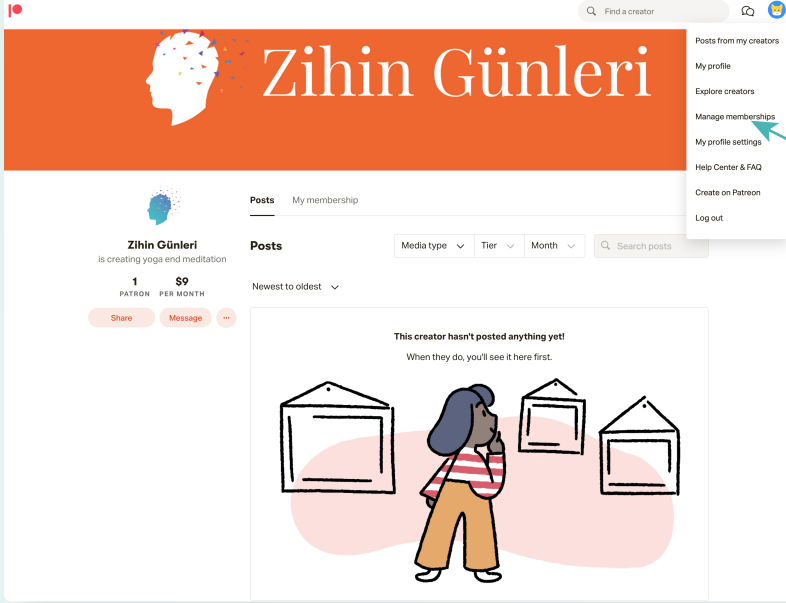 Find a creator
Zihin Günleri
Posts from my creators
My profile
Explore creators
Manage memberships
My profile settings
Help Center & FAQ
Create on Patreon
Log out
Zihin Günleri
is creating yoga end meditation
1 $9
PATRON PER MONTH
Share Message ...
Posts My membership
Posts Media type Tier Month Search posts
Newest to oldest
This creator hasn't posted anything yet!
When they do, you'll see it here first.